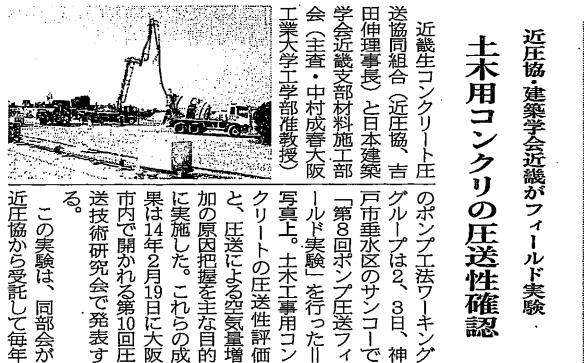 近圧協・建築学会近畿がフィールド実験
土木用コンクリの圧送性確認
近畿生コンクリート圧
送協同組合（近圧協、吉
田伸理事長）と日本建築
学会近畿支部材料施工部
会（主査・中村成春大阪
工業大学工学部准教授）
のポンプ工法ワーキング
グループは2、3日、神
戸市垂水区のサンコーで
「第8回ポンプ圧送フィ
ールド実験」を行った＝
写真上。土木工事用コン
クリートの圧送性評価
と、圧送による空気量増
加の原因把握を主な目的
に実施した。これらの成
果は14年2月19日に大阪
市内で開かれる第10回圧
送技術研究会で発表す
る。
この実験は、同部会が
近圧協から受託して毎年